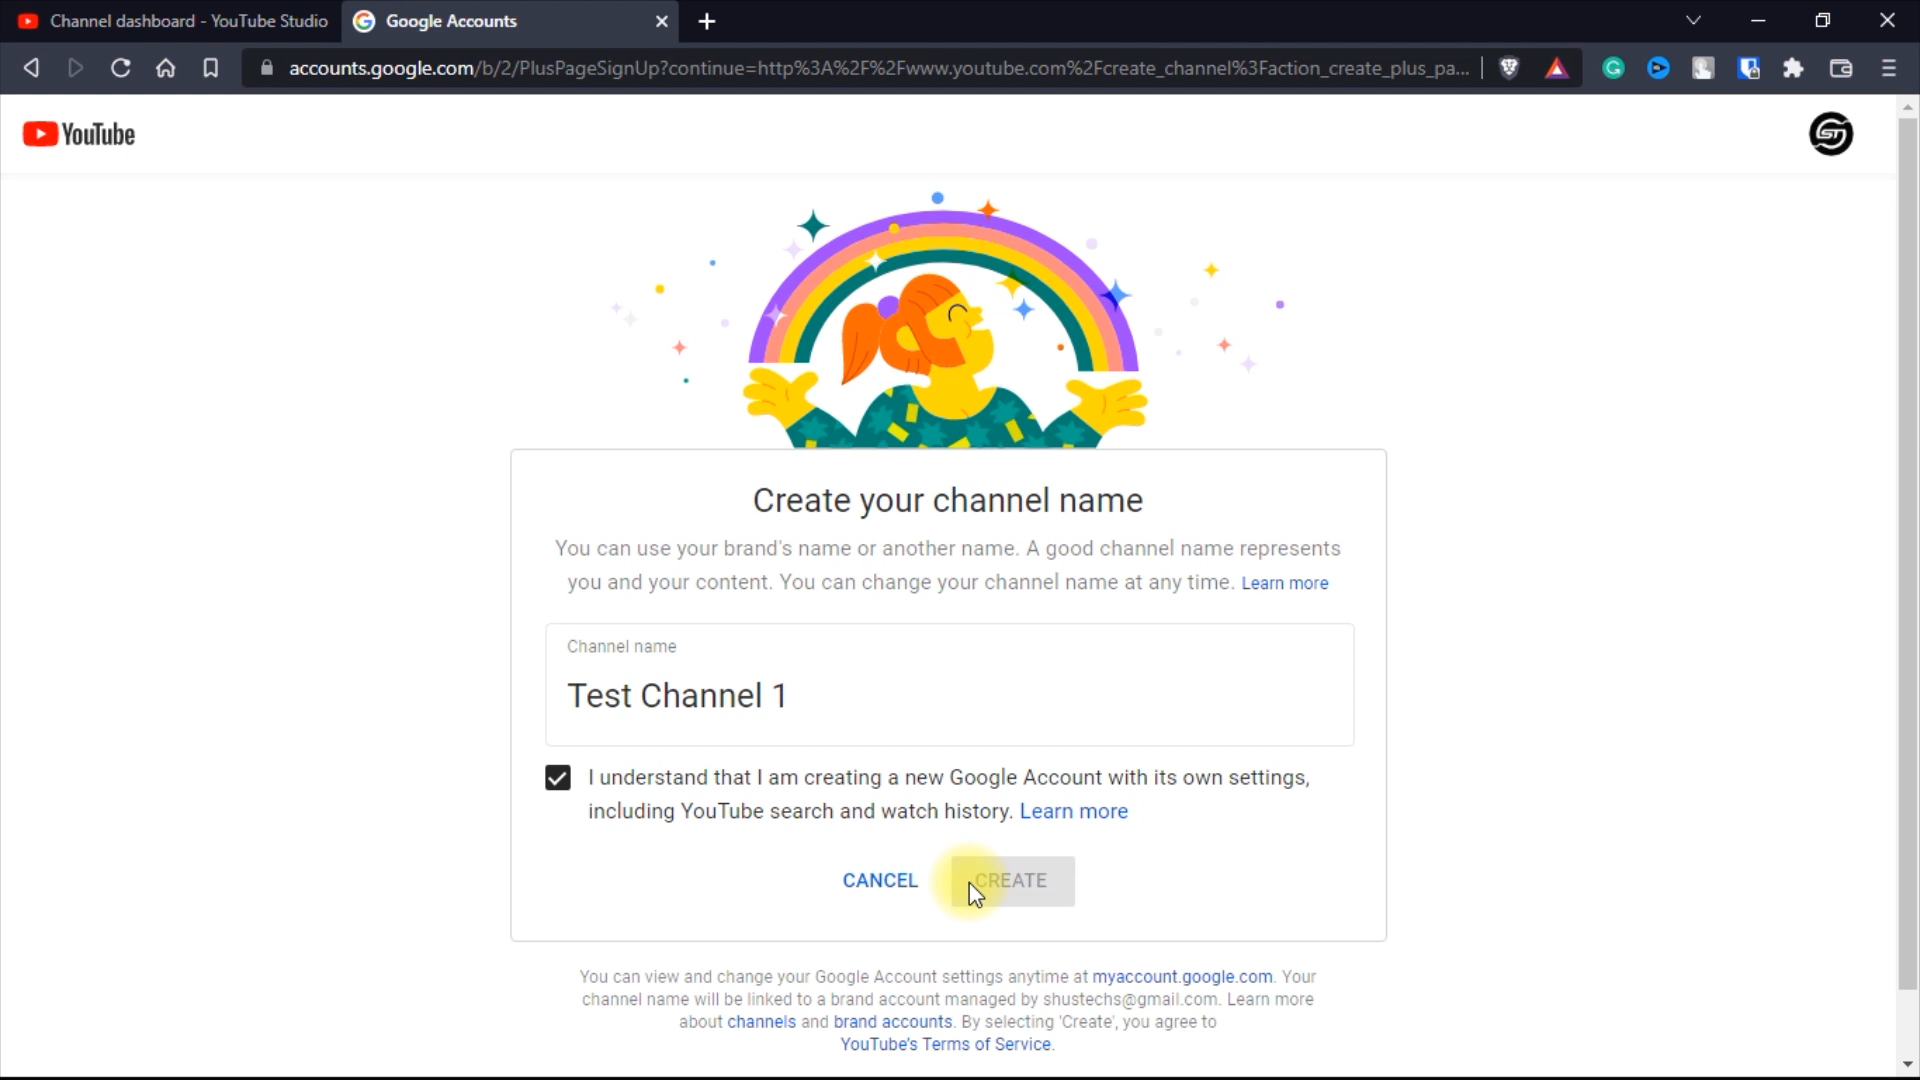 Channel dashboard - YouTube Studio
Google Accounts
accounts.google.com/b/2/PlusPageSignUp?continue=http%3A%2F%2Fwww.youtube.com%2Fcreate_channel%3Faction_create_plus_pa...
YouTube
Create your channel name
You can use your brand's name or another name. A good channel name represents
you and your content. You can change your channel name at any time. Learn more
Channel name
Test Channel 1
I understand that I am creating a new Google Account with its own settings,
including YouTube search and watch history. Learn more
CANCEL CREATE
You can view and change your Google Account settings anytime at myaccount.google.com. Your
channel name will be linked to a brand account managed by shustechs@gmail.com. Learn more
about channels and brand accounts. By selecting 'Create', you agree to
YouTube's Terms of Service.